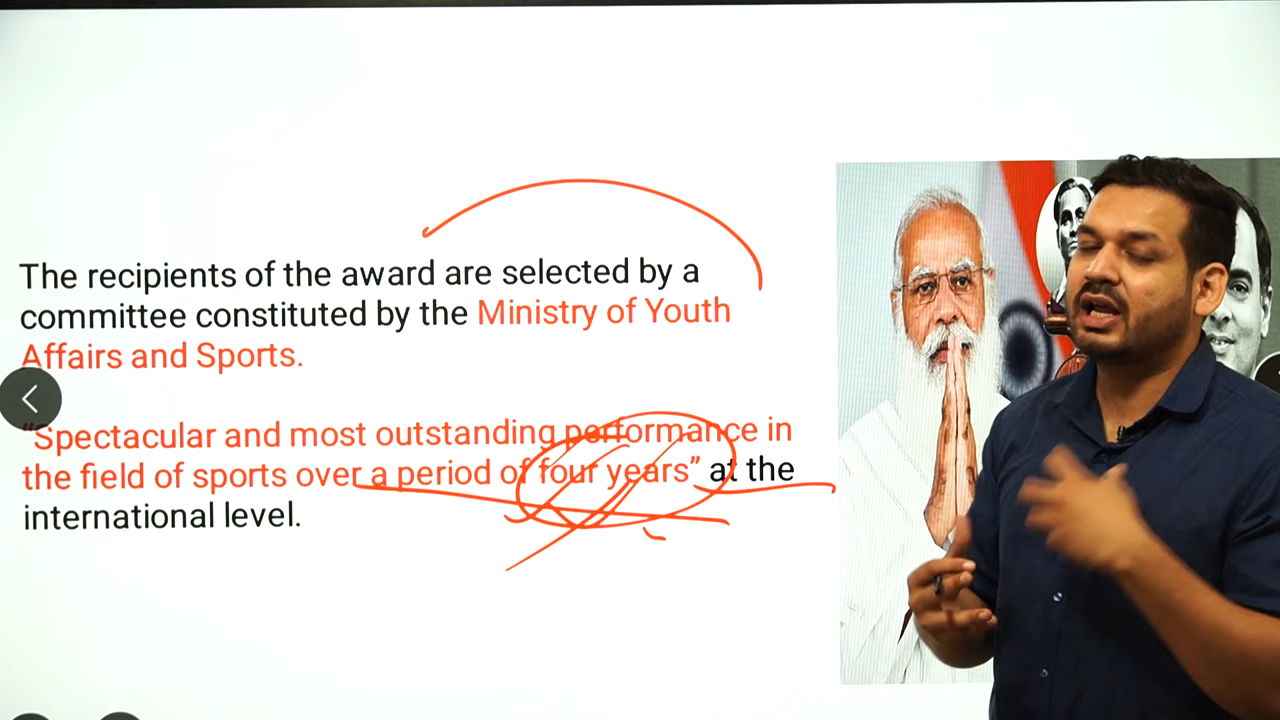 The recipients of the award are selected by a
committee constituted by the Ministry of Youth
Affairs and Sports.
"Spectacular and most outstanding performance in
the field of sports over a period of four years" at the
international level.